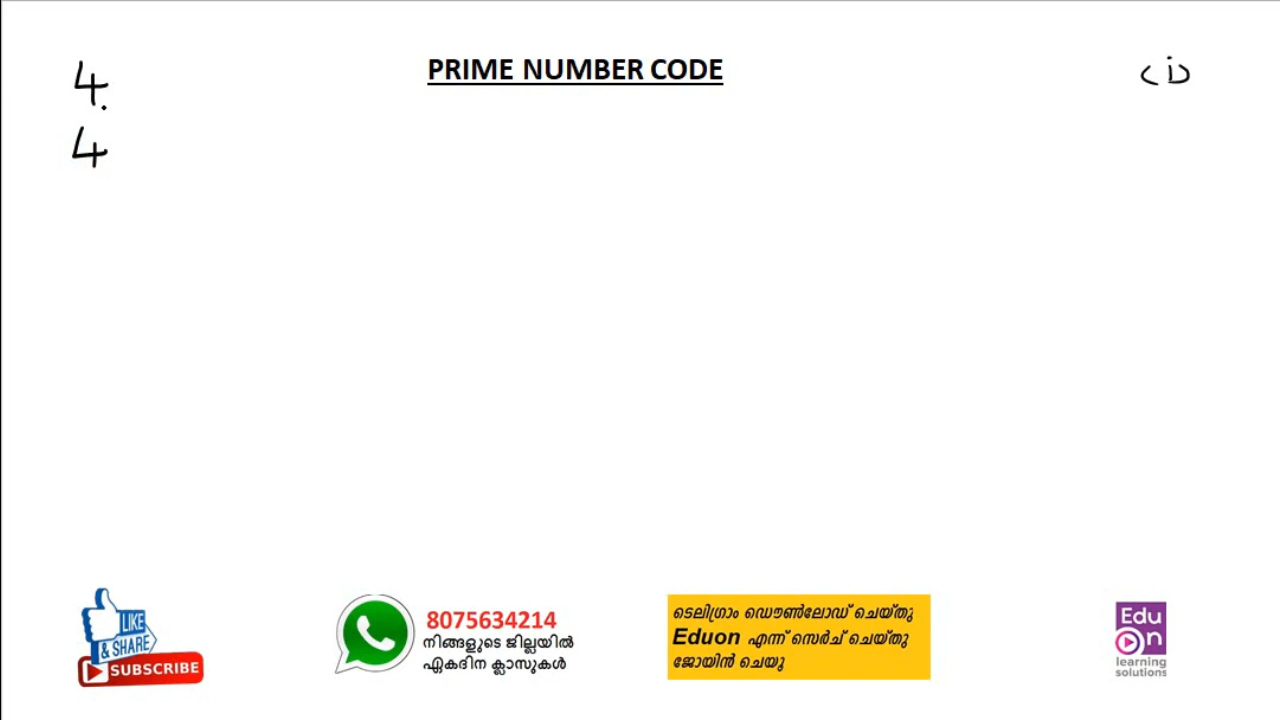 PRIME NUMBER CODE
(i)
4.
4
LIKE
& SHARE
SUBSCRIBE
8075634214
നിങ്ങളുടെ ജില്ലയിൽ
ഏകദിന ക്ലാസുകൾ
ടെലിഗ്രാം ഡൌൺലോഡ് ചെയ്തു
Eduon എന്ന് സെർച് ചെയ്തു
ജോയിൻ ചെയൂ
Edu
On
learning
solutions